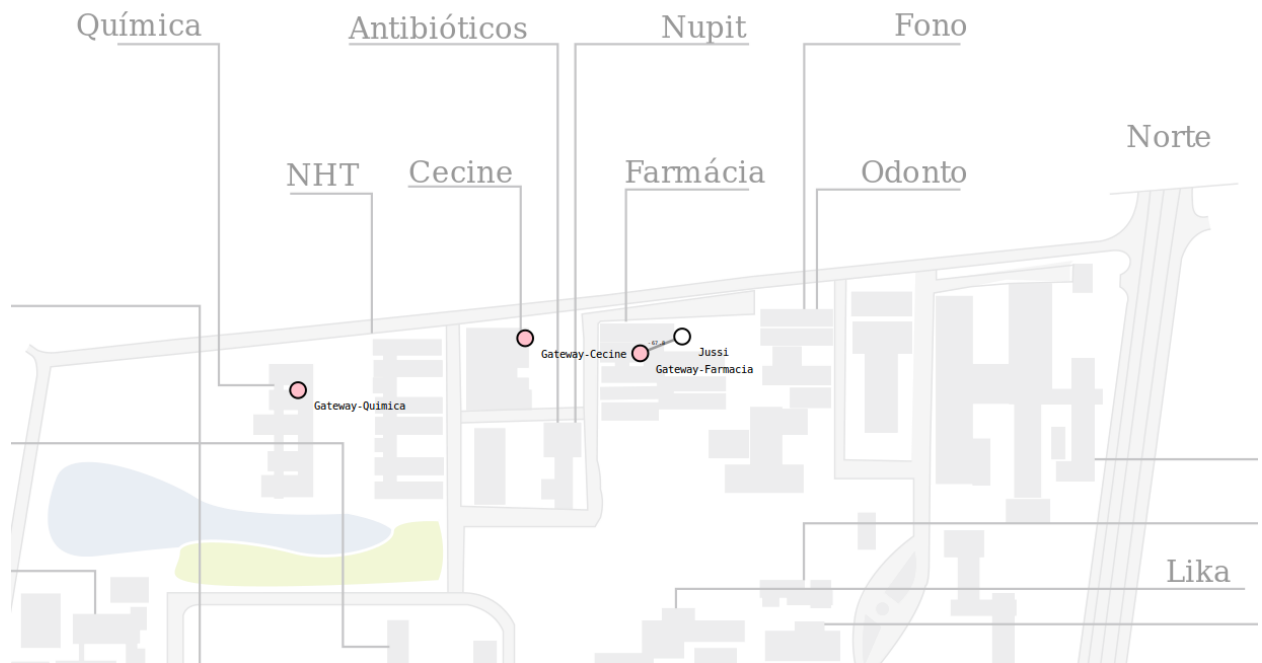 Química
Antibióticos
Nupit
Fono
Norte
NHT
Cecine
Farmácia
Odonto
Gateway-Cecine
Jussi
Gateway-Farmacia
Gateway-Quimica
Lika